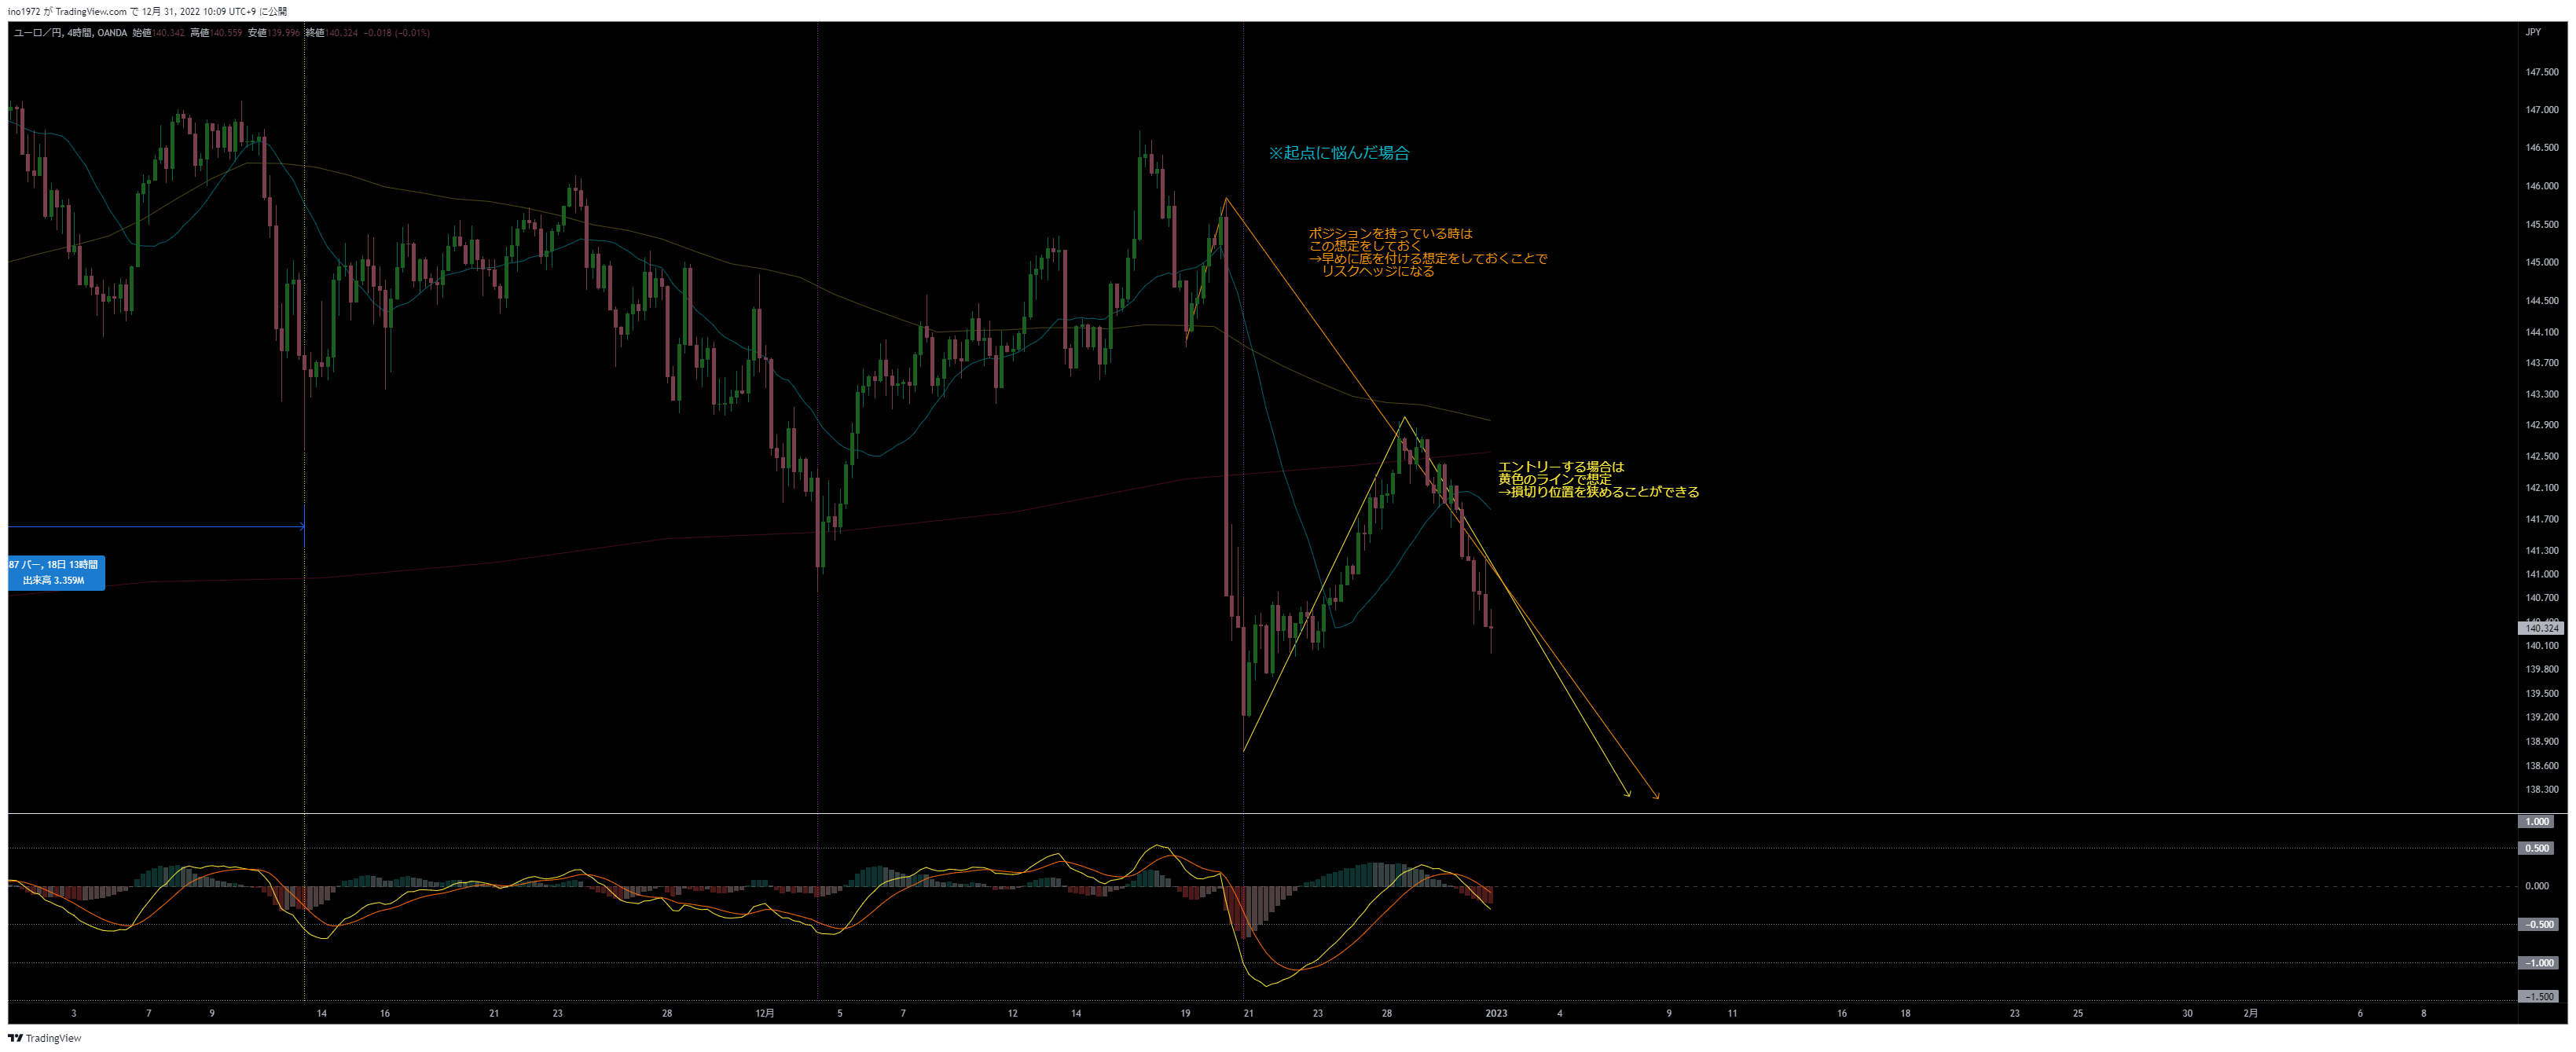 ino1972 が TradingView.com で 12月 31, 2022 10:09 UTC+9 に公開
ユーロ／円, 4時間, OANDA 始値140.342 高値140.559 安値139.996 終値140.324 −0.018 (−0.01%)
JPY
147.500
147.000
146.500
146.000
145.500
145.000
144.500
144.100
143.700
143.300
142.900
142.500
142.100
141.700
141.300
141.000
140.700
140.324
140.100
139.800
139.500
139.200
138.900
138.600
138.300
※起点に悩んだ場合
ポジションを持っている時は
この想定をしておく
→早めに底を付ける想定をしておくことで
リスクヘッジになる
エントリーする場合は
黄色のラインで想定
→損切り位置を狭めることができる
87 バー, 18日 13時間
出来高 3.359M
1.000
0.500
0.000
−0.500
−1.000
−1.500
3 7 9 14 16 21 23 28 12月 5 7 12 14 19 21 23 28 2023 4 9 11 16 18 23 25 30 2月 6 8
TradingView